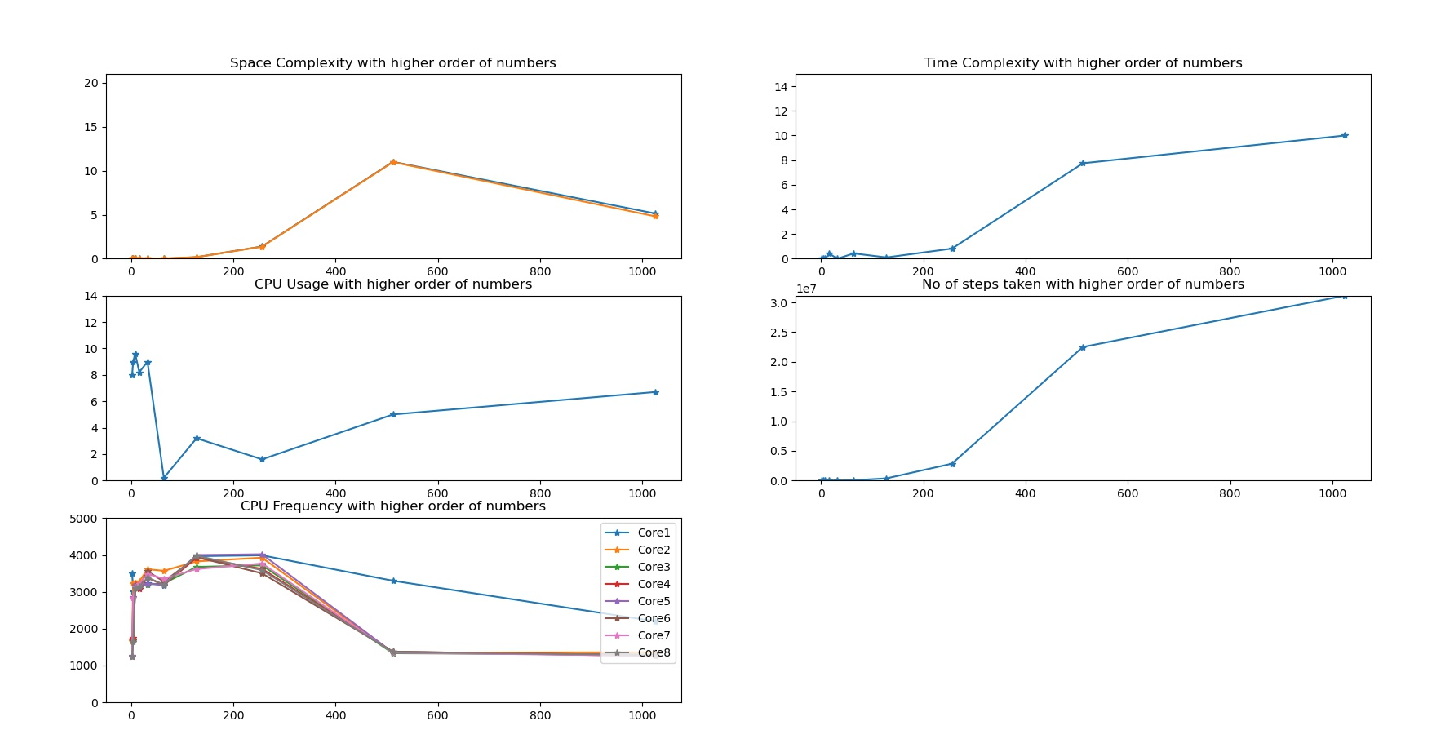 Space Complexity with higher order of numbers
20
15
10
5
0
0 200 400 600 800 1000
Time Complexity with higher order of numbers
14
12
10
8
6
4
2
0
0 200 400 600 800 1000
CPU Usage with higher order of numbers
14
12
10
8
6
4
2
0
0 200 400 600 800 1000
1e7
No of steps taken with higher order of numbers
3.0
2.5
2.0
1.5
1.0
0.5
0.0
0 200 400 600 800 1000
CPU Frequency with higher order of numbers
5000
4000
3000
2000
1000
0
0 200 400 600 800 1000
Core1
Core2
Core3
Core4
Core5
Core6
Core7
Core8